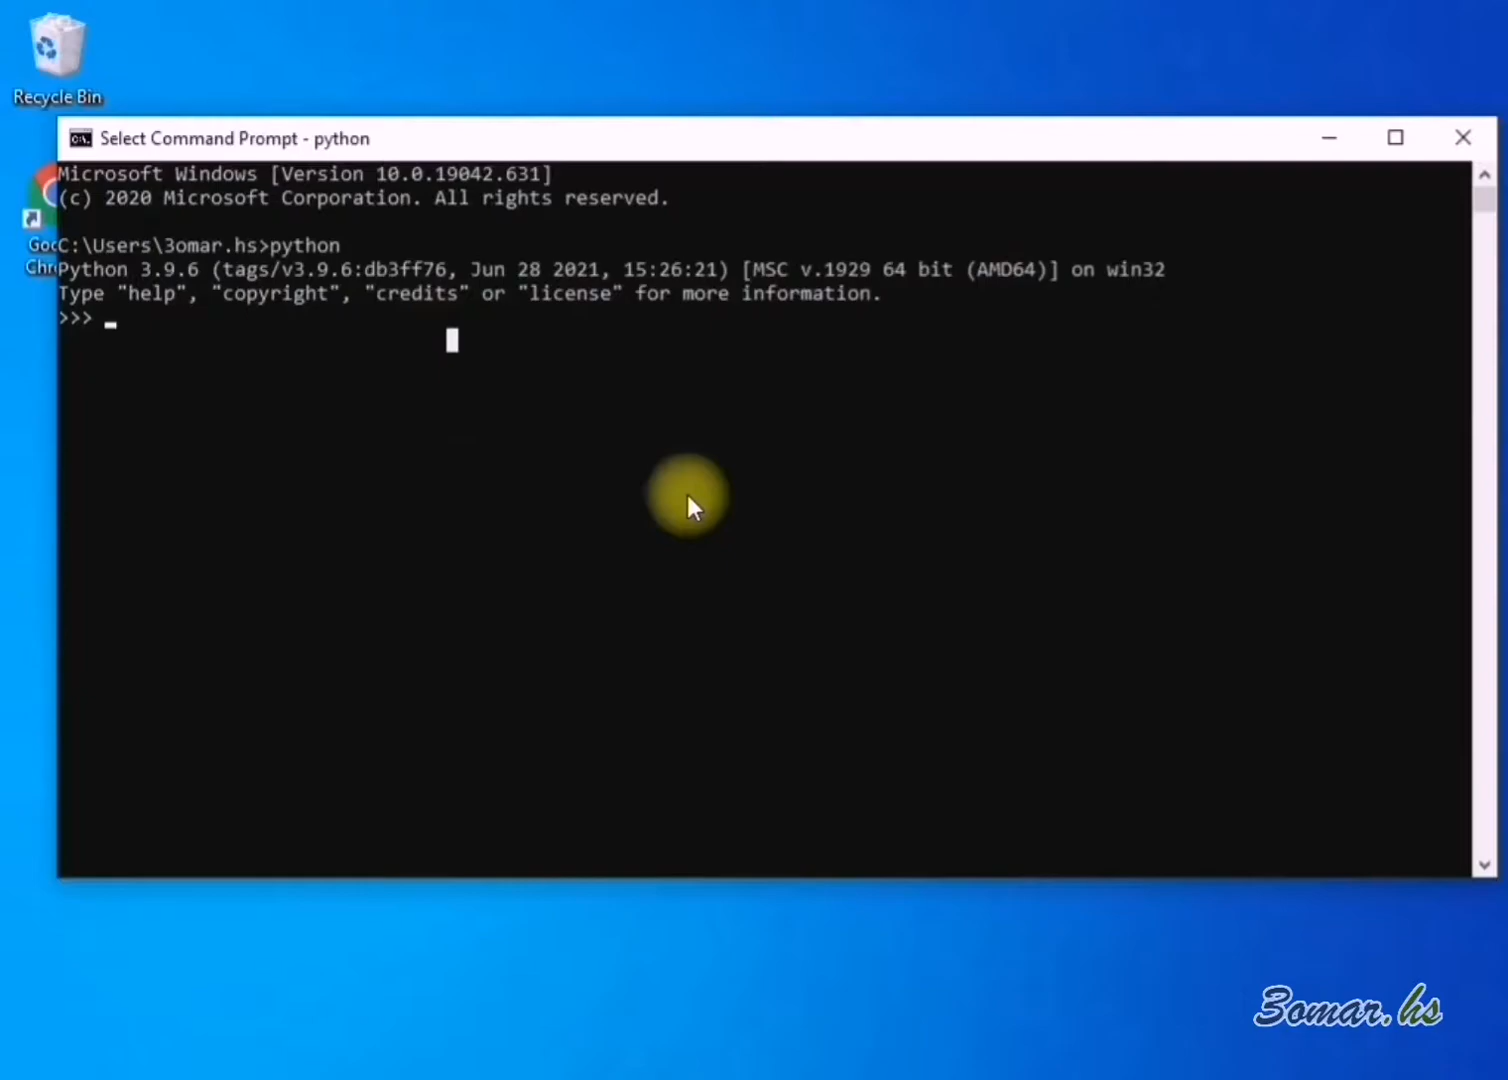 Recycle Bin
Select Command Prompt - python
Microsoft Windows [Version 10.0.19042.631]
(c) 2020 Microsoft Corporation. All rights reserved.
C:\Users\3omar.hs>python
Python 3.9.6 (tags/v3.9.6:db3ff76, Jun 28 2021, 15:26:21) [MSC v.1929 64 bit (AMD64)] on win32
Type "help", "copyright", "credits" or "license" for more information.
>>>
3omar.hs